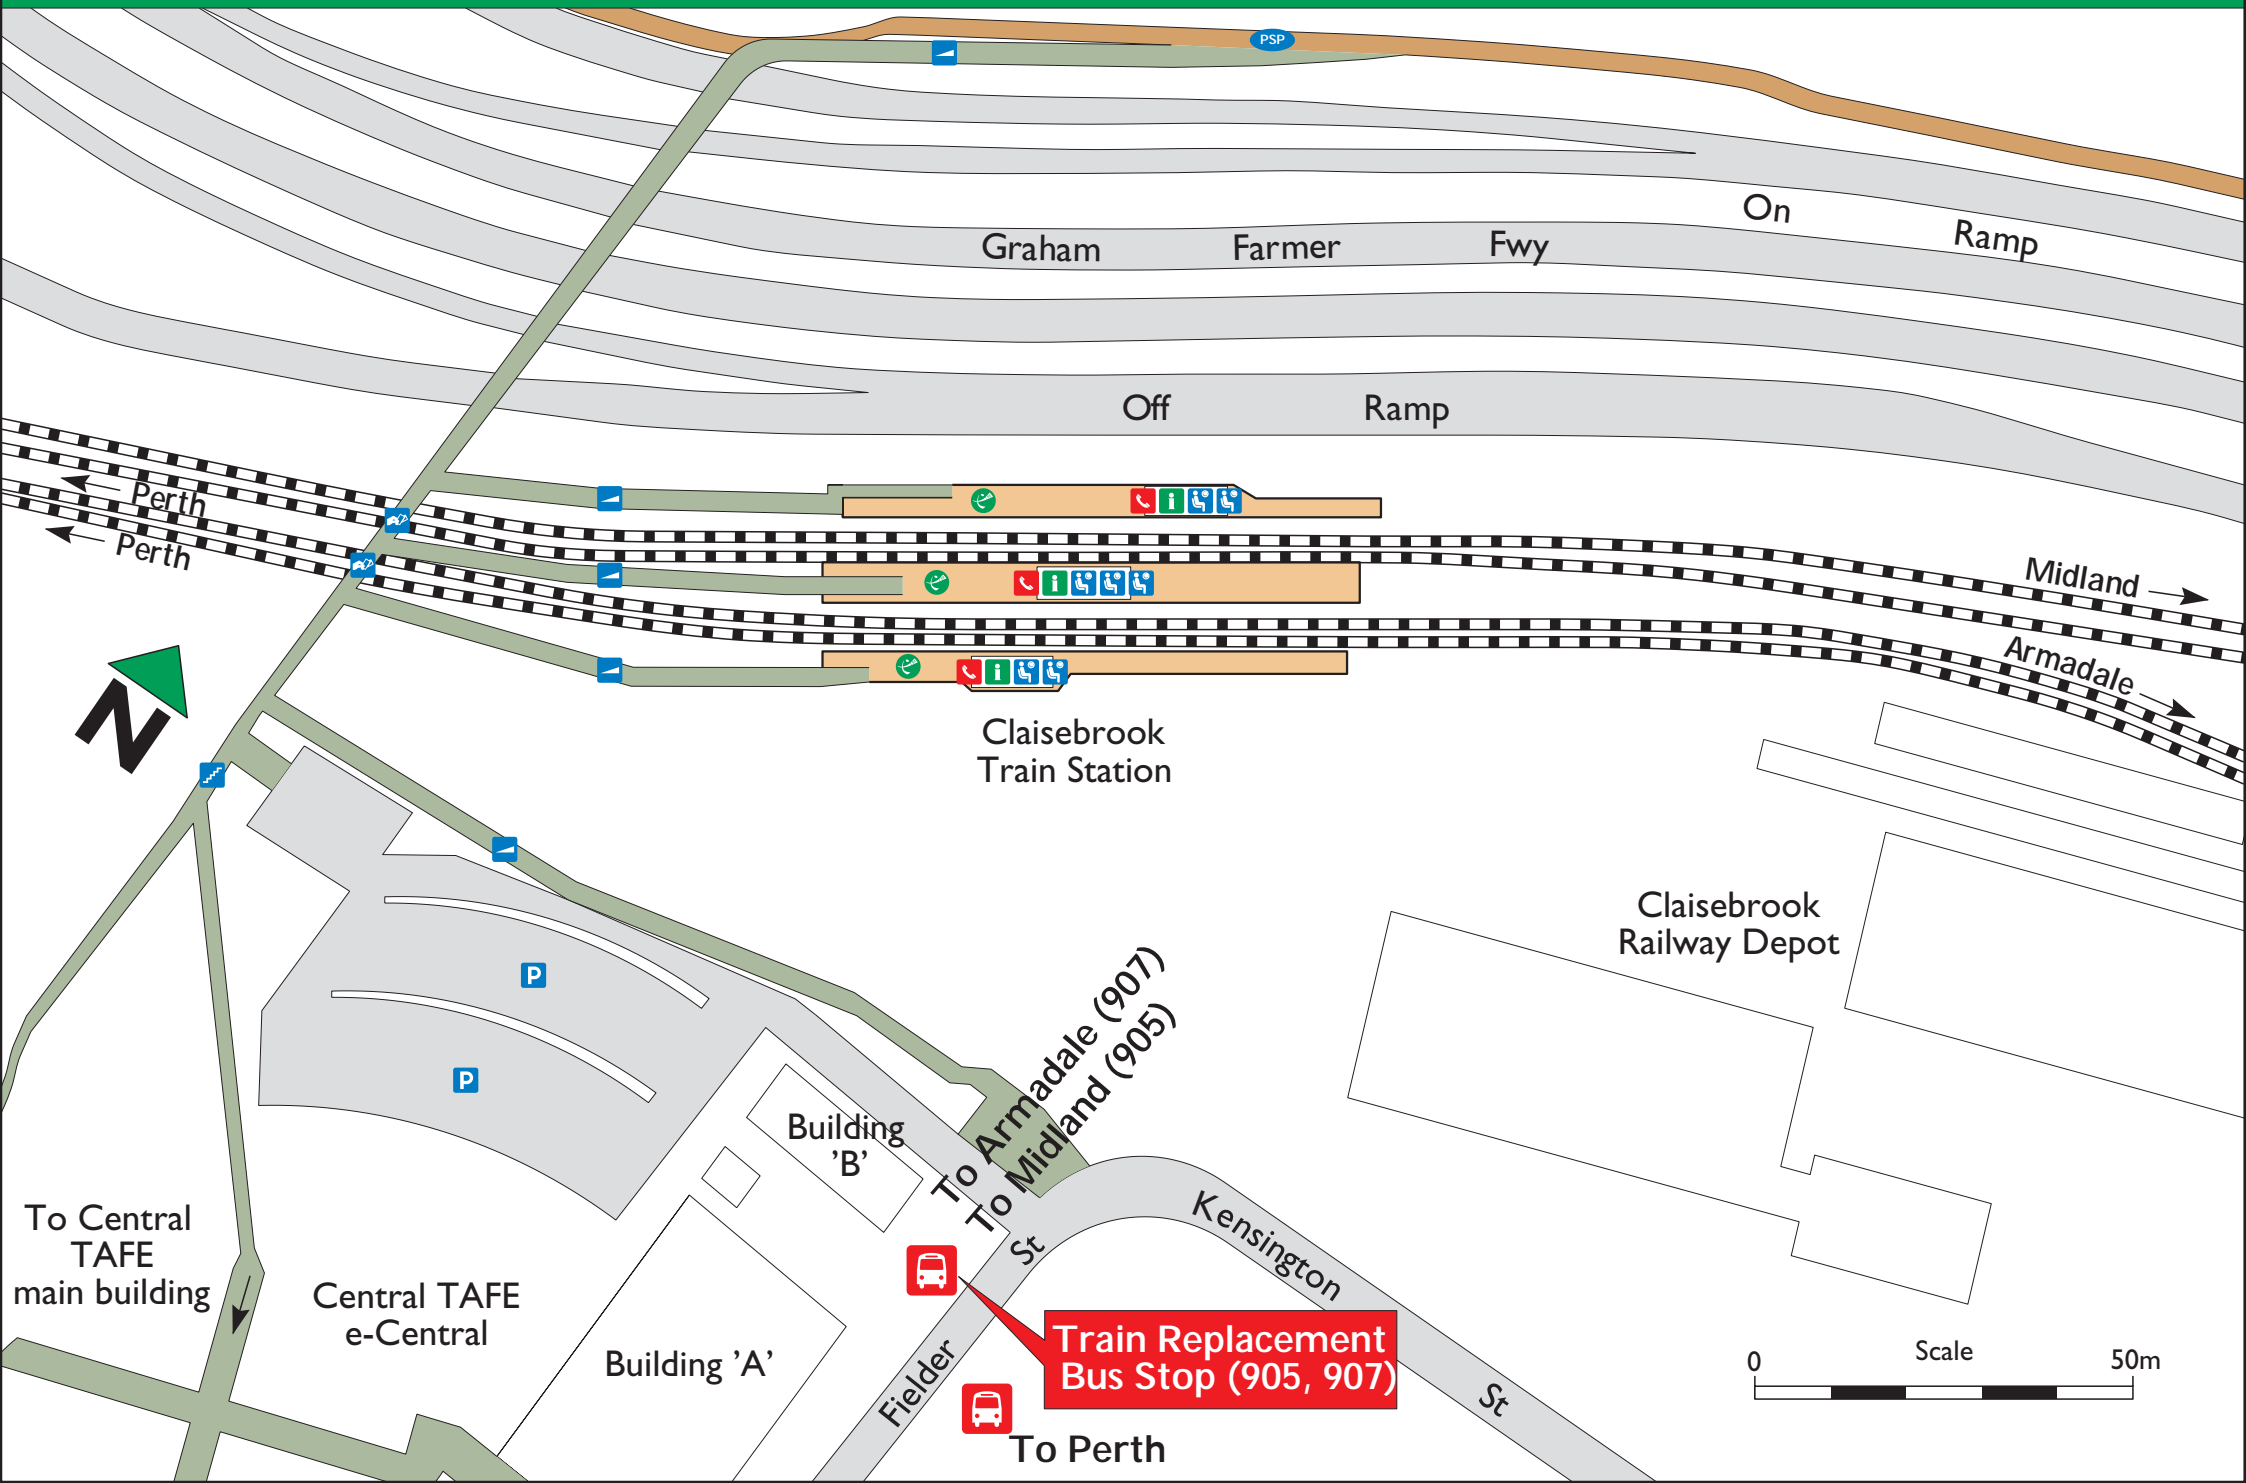 PSP
On
Ramp
Graham Farmer Fwy
Off Ramp
Perth
Perth
Midland
Armadale
N
Claisebrook
Train Station
Claisebrook
Railway Depot
P
P
To Armadale (907)
To Midland (905)
Building
'B'
Kensington
St
St
Fielder
To Central
TAFE
main building
Central TAFE
e-Central
Building 'A'
Train Replacement
Bus Stop (905, 907)
To Perth
Scale
0 50m